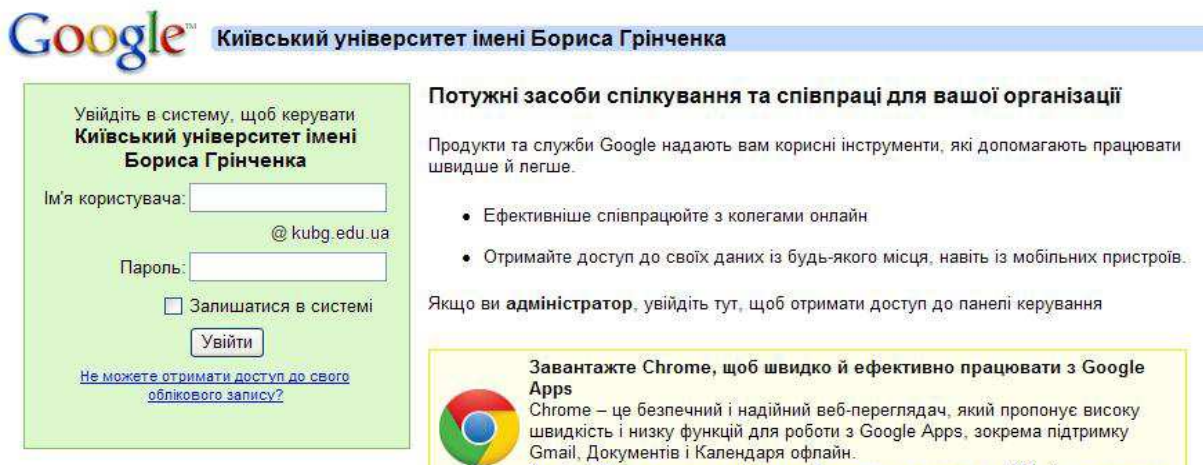 Google™ Київський університет імені Бориса Грінченка
Увійдіть в систему, щоб керувати
Київський університет імені
Бориса Грінченка
Ім'я користувача:
@ kubg.edu.ua
Пароль:
Залишатися в системі
Увійти
Не можете отримати доступ до свого
облікового запису?
Потужні засоби спілкування та співпраці для вашої організації
Продукти та служби Google надають вам корисні інструменти, які допомагають працювати
швидше й легше.
• Ефективніше співпрацюйте з колегами онлайн
• Отримайте доступ до своїх даних із будь-якого місця, навіть із мобільних пристроїв.
Якщо ви адміністратор, увійдіть тут, щоб отримати доступ до панелі керування
Завантажте Chrome, щоб швидко й ефективно працювати з Google
Apps
Chrome – це безпечний і надійний веб-переглядач, який пропонує високу
швидкість і низку функцій для роботи з Google Apps, зокрема підтримку
Gmail, Документів і Календаря офлайн.